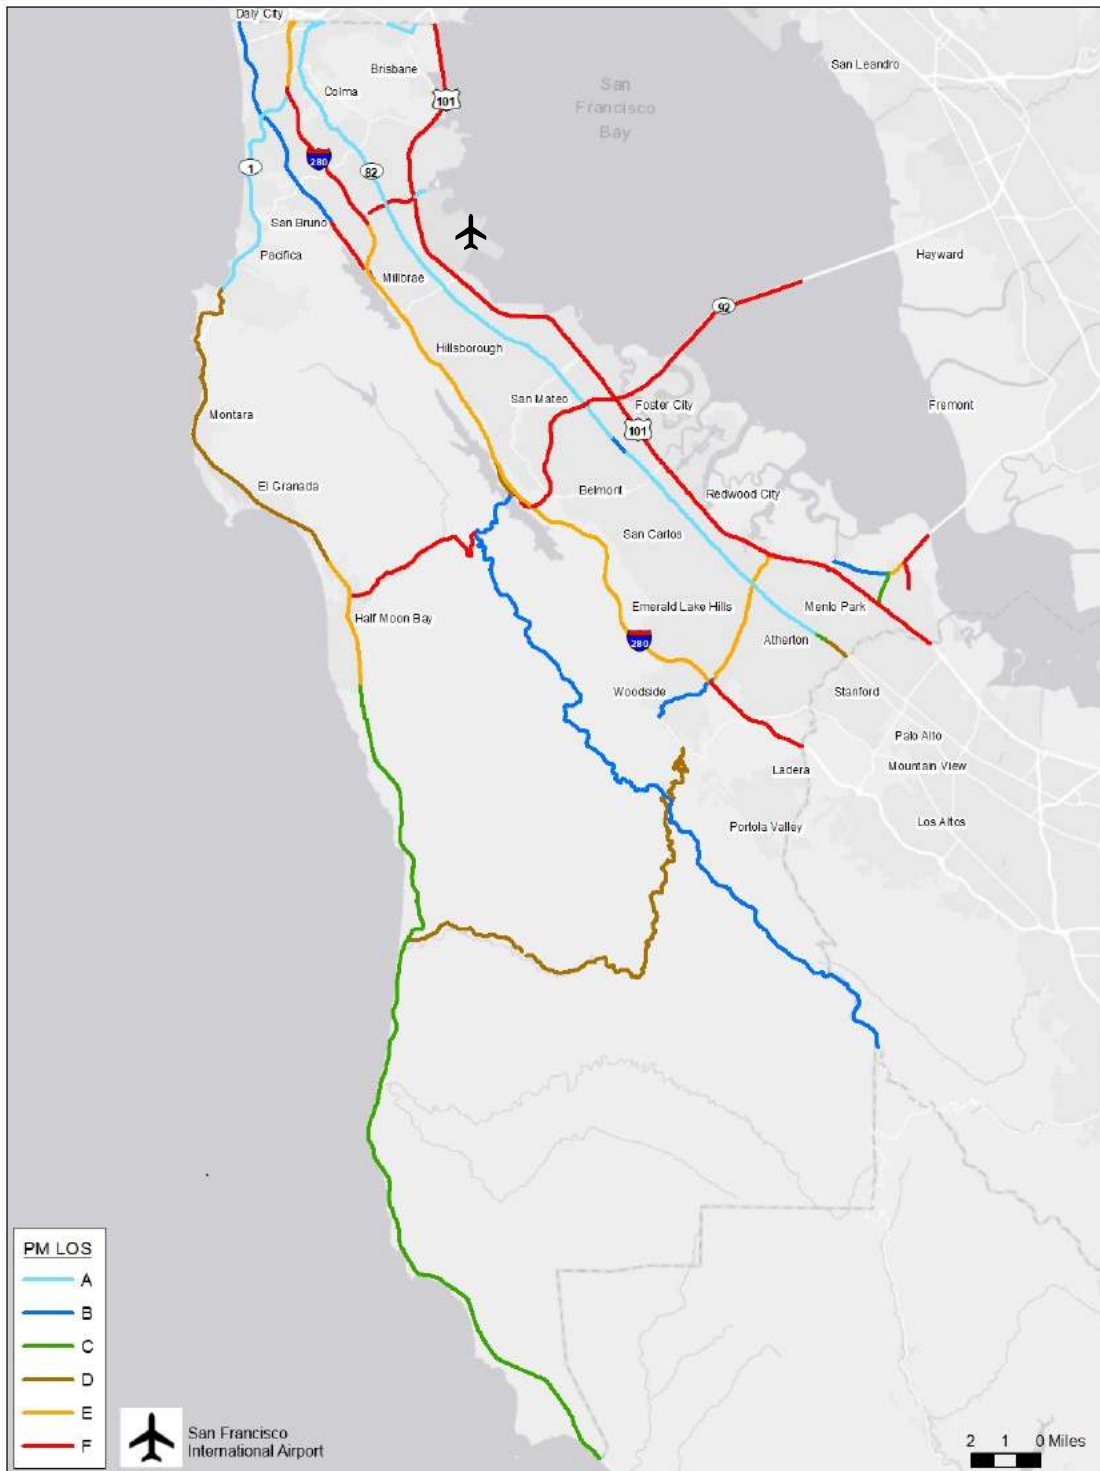 Daly City
San Leandro
Brisbane
San
Francisco
Bay
Colma
101
280
1
82
San Bruno
Pacifica
Hayward
Millbrae
92
Hillsborough
San Mateo
Foster City
Fremont
Montara
101
El Granada
Belmont
Redwood City
San Carlos
Half Moon Bay
Emerald Lake Hills
Menlo Park
280
Atherton
Woodside
Stanford
Palo Alto
Ladera
Mountain View
Portola Valley
Los Altos
PM LOS
A
B
C
D
E
F
San Francisco
International Airport
2 1 0 Miles